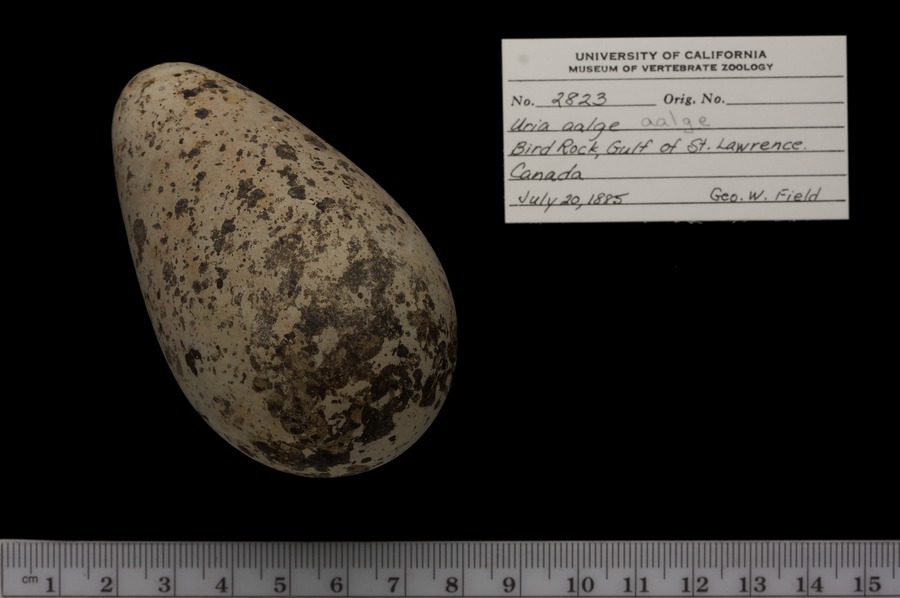 UNIVERSITY OF CALIFORNIA
MUSEUM OF VERTEBRATE ZOOLOGY
No. 2823 Orig. No.
Uria aalge aalge
Bird Rock, Gulf of St. Lawrence.
Canada
July 20, 1885 Geo. W. Field
cm 1 2 3 4 5 6 7 8 9 10 11 12 13 14 15